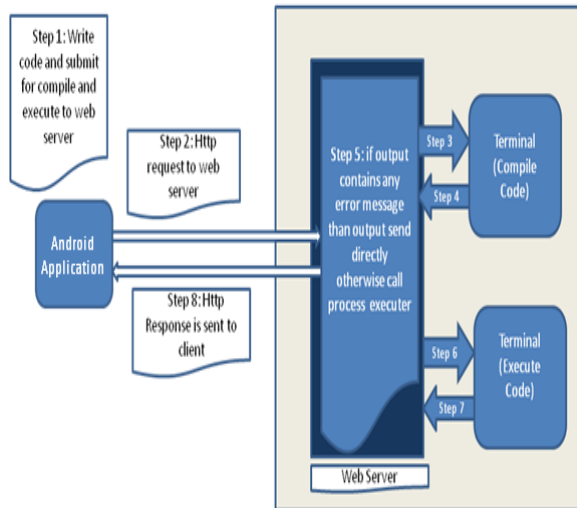 Step 1: Write
code and submit
for compile and
execute to web
server
Step 2: Http
request to web
server
Android
Application
Step 8: Http
Response is sent to
client
Step 5: if output
contains any
error message
than output send
directly
otherwise call
process executer
Step 3
Step 4
Terminal
(Compile
Code)
Step 6
Step 7
Terminal
(Execute
Code)
Web Server